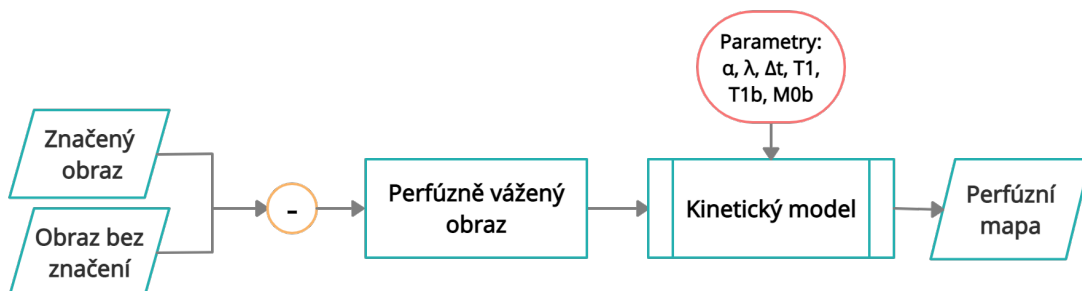 Značený
obraz
Obraz bez
značení
-
Perfúzně vážený
obraz
Parametry:
α, λ, Δt, T1,
T1b, M0b
Kinetický model
Perfúzní
mapa